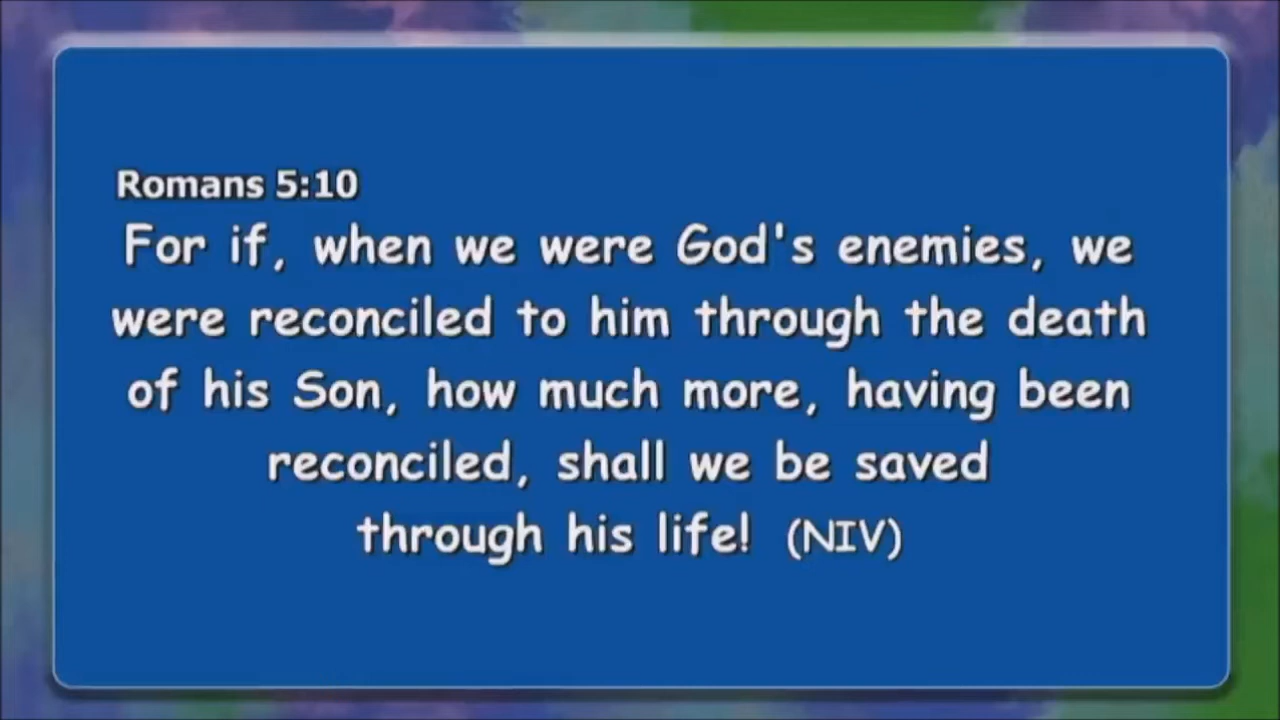 Romans 5:10
For if, when we were God's enemies, we
were reconciled to him through the death
of his Son, how much more, having been
reconciled, shall we be saved
through his life! (NIV)